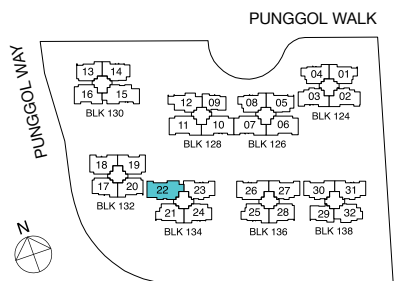 PUNGGOL WALK
PUNGGOL WAY
13 14
16 15
BLK 130
04 01
03 02
BLK 124
12 09
11 10
BLK 128
08 05
07 06
BLK 126
18 19
17 20
BLK 132
22 23
21 24
BLK 134
26 27
25 28
BLK 136
30 31
29 32
BLK 138
N